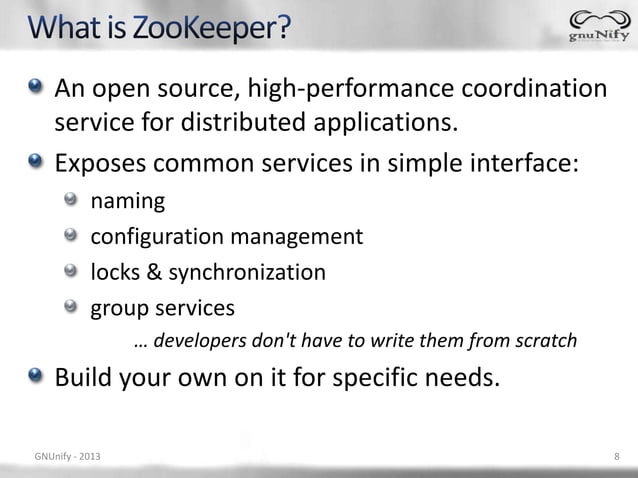 What is ZooKeeper?
gnuNify
An open source, high-performance coordination
service for distributed applications.
Exposes common services in simple interface:
naming
configuration management
locks & synchronization
group services
… developers don't have to write them from scratch
Build your own on it for specific needs.
GNUnify - 2013
8